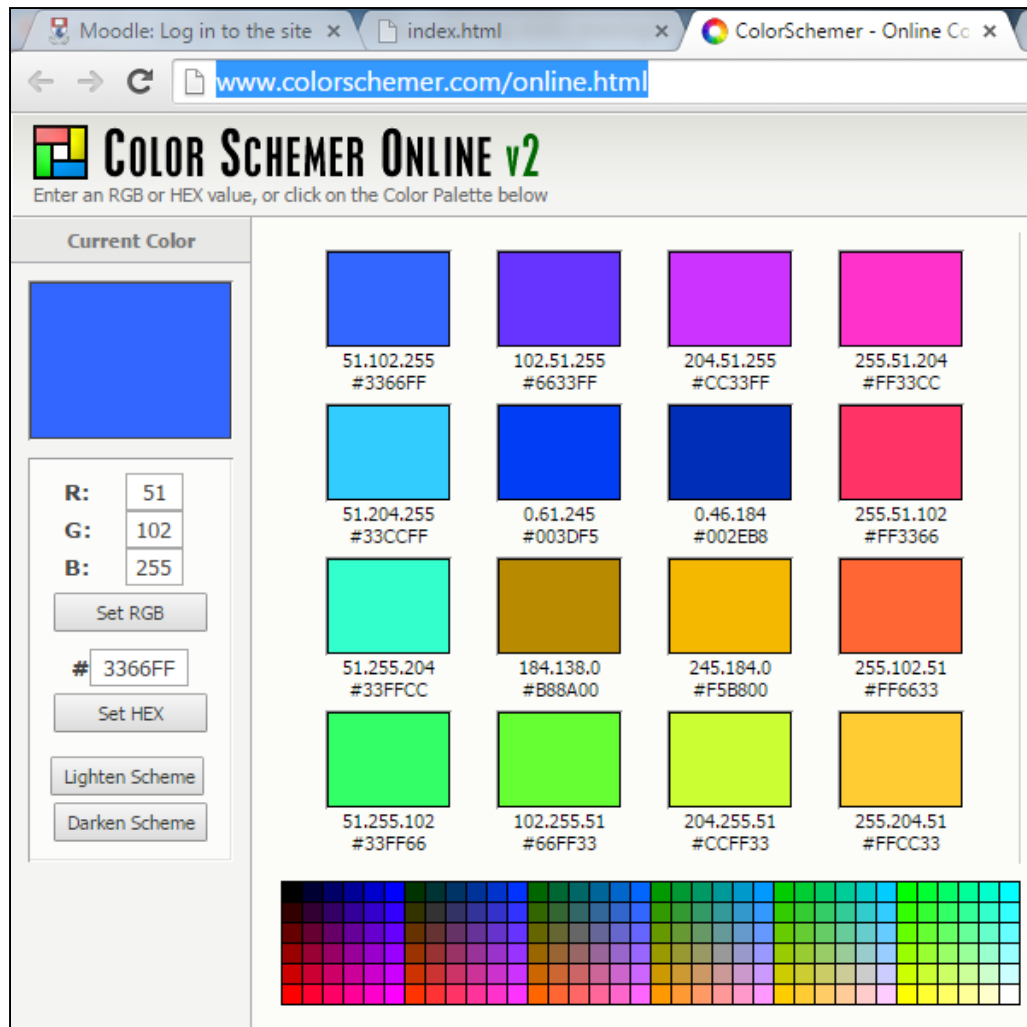 Moodle: Log in to the site
index.html
ColorSchemer - Online Co
www.colorschemer.com/online.html
COLOR SCHEMER ONLINE v2
Enter an RGB or HEX value, or click on the Color Palette below
Current Color
R: 51
G: 102
B: 255
Set RGB
# 3366FF
Set HEX
Lighten Scheme
Darken Scheme
51.102.255 102.51.255 204.51.255 255.51.204
#3366FF #6633FF #CC33FF #FF33CC
51.204.255 0.61.245 0.46.184 255.51.102
#33CCFF #003DF5 #002EB8 #FF3366
51.255.204 184.138.0 245.184.0 255.102.51
#33FFCC #B88A00 #F5B800 #FF6633
51.255.102 102.255.51 204.255.51 255.204.51
#33FF66 #66FF33 #CCFF33 #FFCC33